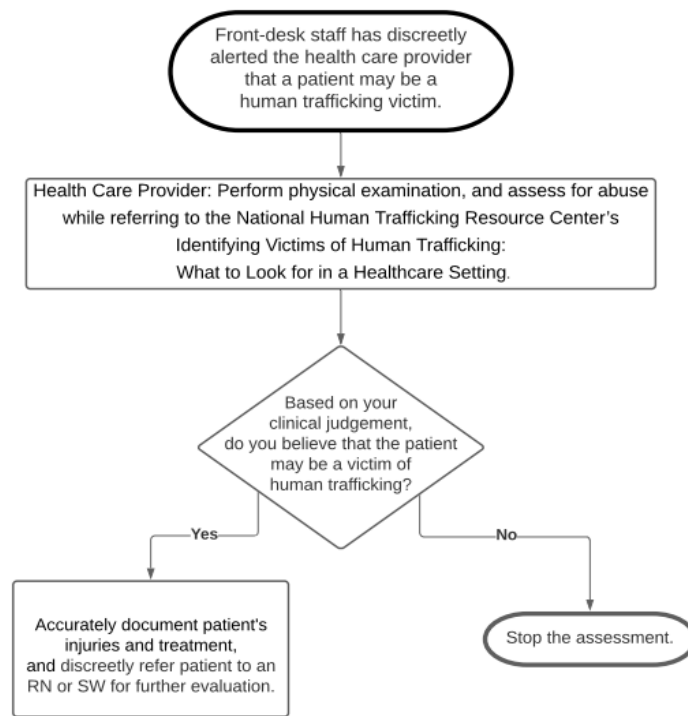 Front-desk staff has discreetly
alerted the health care provider
that a patient may be a
human trafficking victim.
Health Care Provider: Perform physical examination, and assess for abuse
while referring to the National Human Trafficking Resource Center's
Identifying Victims of Human Trafficking:
What to Look for in a Healthcare Setting.
Based on your
clinical judgement,
do you believe that the patient
may be a victim of
human trafficking?
Yes
No
Accurately document patient's
injuries and treatment,
and discreetly refer patient to an
RN or SW for further evaluation.
Stop the assessment.